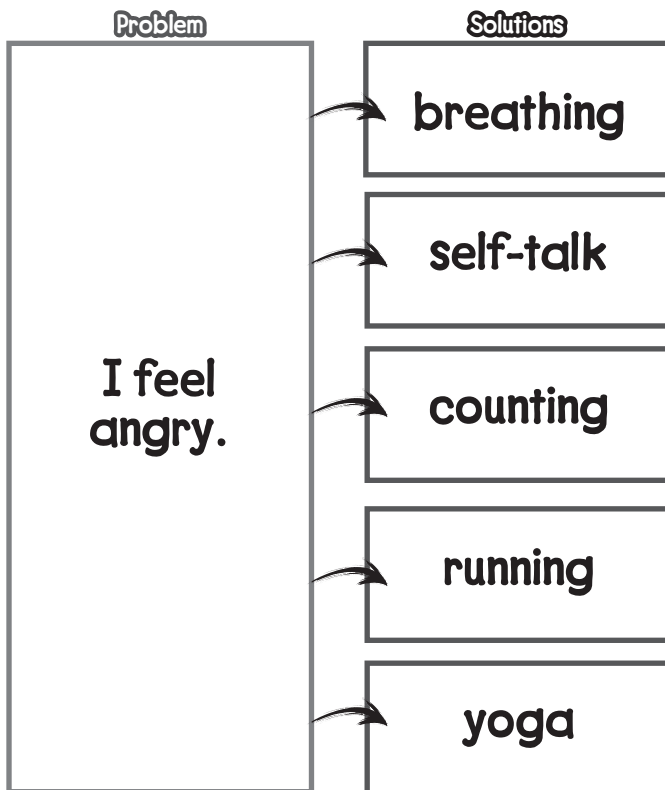 Problem
Solutions
I feel
angry.
breathing
self-talk
counting
running
yoga